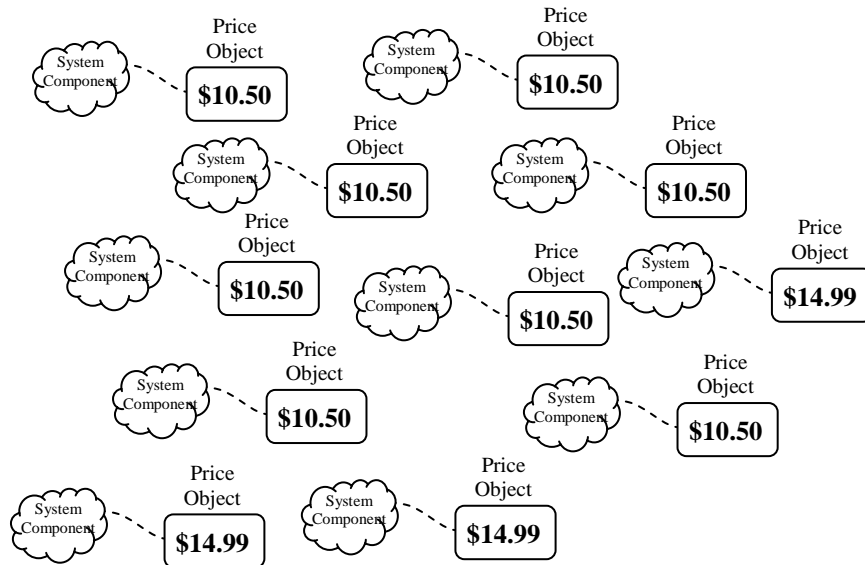 Price
Object
System
Component
$10.50
Price
Object
System
Component
$10.50
Price
Object
System
Component
$10.50
Price
Object
System
Component
$10.50
Price
Object
System
Component
$10.50
Price
Object
System
Component
$10.50
Price
Object
System
Component
$14.99
Price
Object
System
Component
$10.50
Price
Object
System
Component
$10.50
Price
Object
System
Component
$14.99
Price
Object
System
Component
$14.99